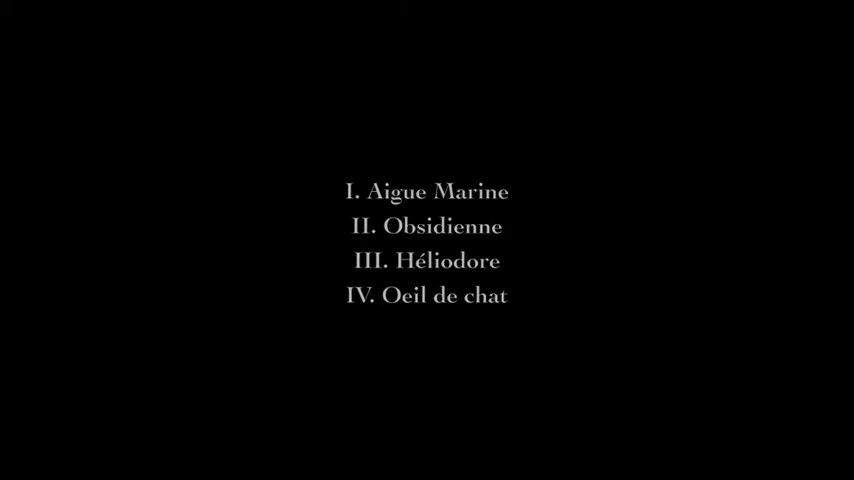 I. Aigue Marine
II. Obsidienne
III. Héliodore
IV. Oeil de chat